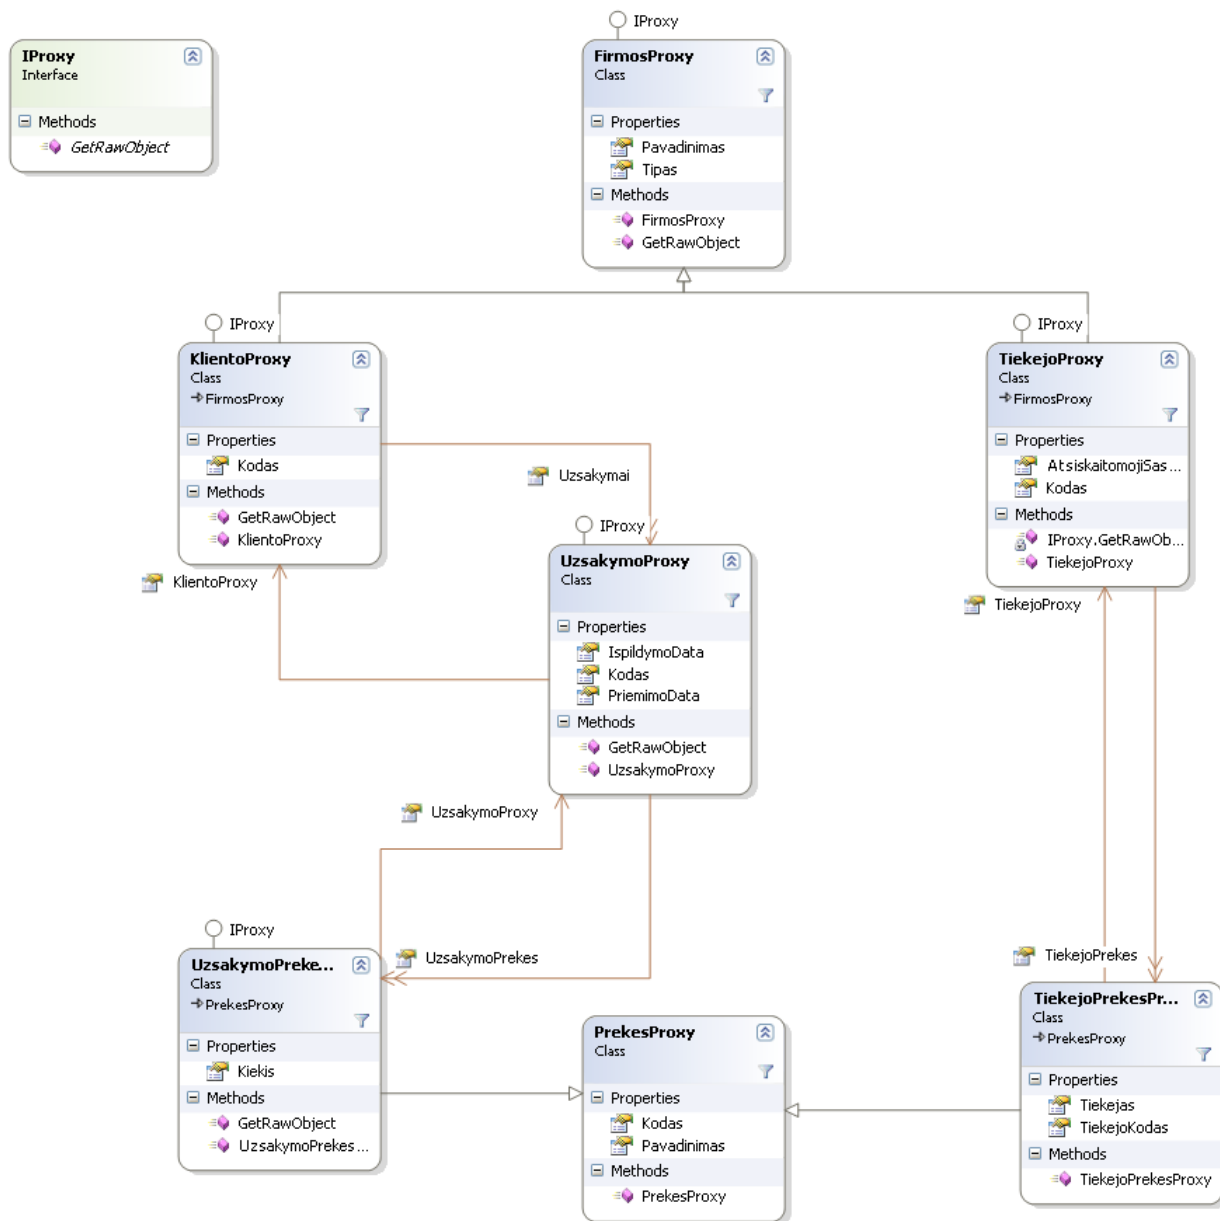 IProxy
IProxy
Interface
Methods
GetRawObject
FirmosProxy
Class
Properties
Pavadinimas
Tipas
Methods
FirmosProxy
GetRawObject
IProxy
KlientoProxy
Class
FirmosProxy
Properties
Kodas
Methods
GetRawObject
KlientoProxy
IProxy
TiekejoProxy
Class
FirmosProxy
Properties
AtsiskaitomojiSas...
Kodas
Methods
IProxy.GetRawOb...
TiekejoProxy
Uzsakymai
KlientoProxy
TiekejoProxy
IProxy
UzsakymoProxy
Class
Properties
IspildymoData
Kodas
PriemimoData
Methods
GetRawObject
UzsakymoProxy
UzsakymoProxy
UzsakymoPrekes
TiekejoPrekes
IProxy
UzsakymoPreke...
Class
PrekesProxy
Properties
Kiekis
Methods
GetRawObject
UzsakymoPrekes...
PrekesProxy
Class
Properties
Kodas
Pavadinimas
Methods
PrekesProxy
TiekejoPrekesPr...
Class
PrekesProxy
Properties
Tiekejas
TiekejoKodas
Methods
TiekejoPrekesProxy